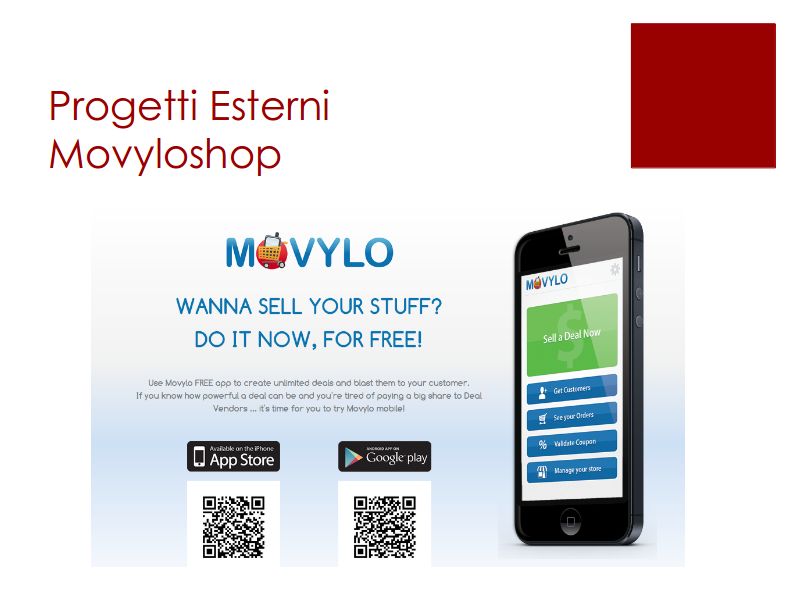 Progetti Esterni
Movyloshop
MOVYLO
WANNA SELL YOUR STUFF?
DO IT NOW, FOR FREE!
Use Movylo FREE app to create unlimited deals and blast them to your customer.
If you know how powerful a deal can be and you're tired of paying a big share to Deal
Vendors ... it's time for you to try Movylo mobile!
Available on the iPhone
App Store
ANDROID APP ON
Google play
MOVYLO
Sell a Deal Now
Get Customers
See your Orders
Validate Coupon
Manage your store